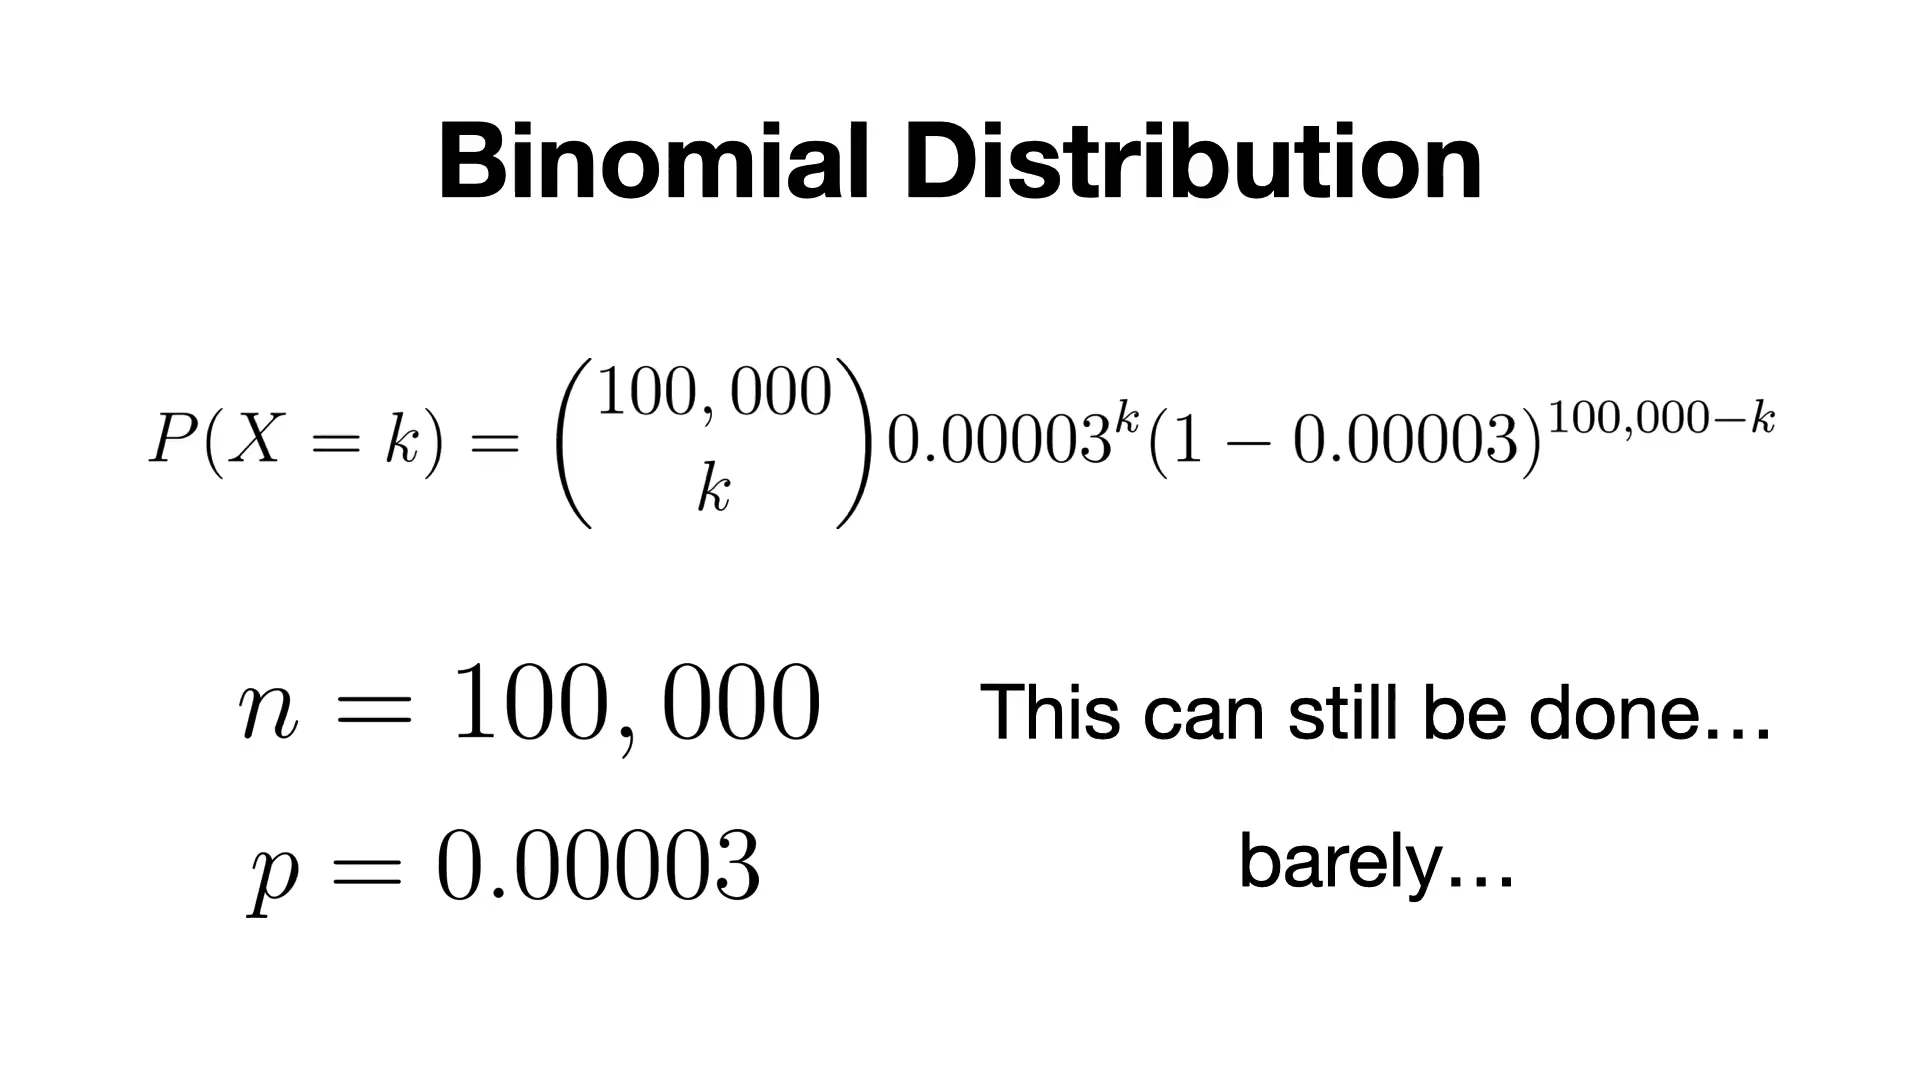 Binomial Distribution
P(X = k) = \binom{100,000}{k} 0.00003^k (1 − 0.00003)^{100,000−k}
n = 100,000
This can still be done…
p = 0.00003
barely…